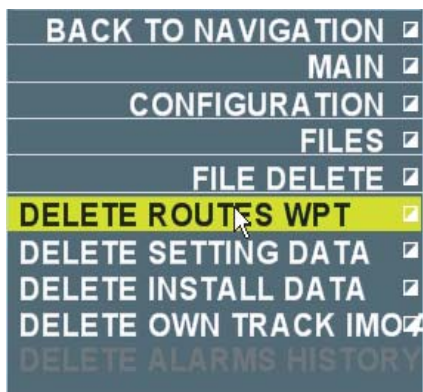 BACK TO NAVIGATION
MAIN
CONFIGURATION
FILES
FILE DELETE
DELETE ROUTES WPT
DELETE SETTING DATA
DELETE INSTALL DATA
DELETE OWN TRACK IMO
DELETE ALARMS HISTORY